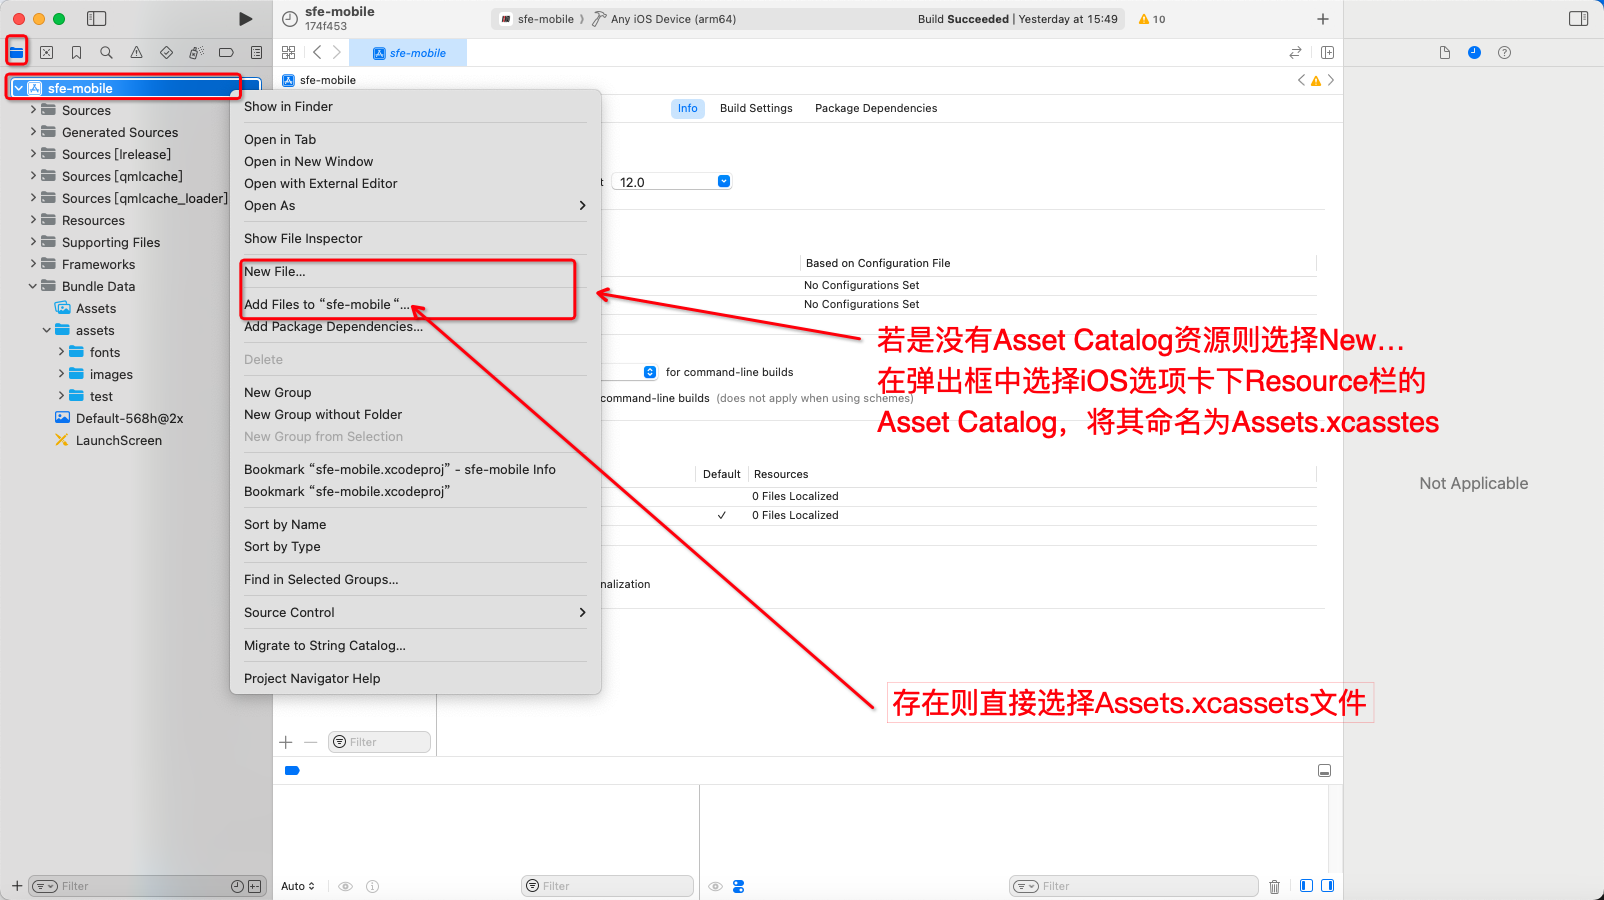 sfe-mobile
174f453
sfe-mobile 〉 Any iOS Device (arm64)
Build Succeeded | Yesterday at 15:49
10
sfe-mobile
sfe-mobile
Info
Build Settings
Package Dependencies
sfe-mobile
Sources
Generated Sources
Sources [lrelease]
Sources [qmlcache]
Sources [qmlcache_loader]
Resources
Supporting Files
Frameworks
Bundle Data
Assets
assets
fonts
images
test
Default-568h@2x
LaunchScreen
Filter
Show in Finder
Open in Tab
Open in New Window
Open with External Editor
Open As
Show File Inspector
New File...
Add Files to “sfe-mobile “...
Add Package Dependencies...
Delete
New Group
New Group without Folder
New Group from Selection
Bookmark “sfe-mobile.xcodeproj” - sfe-mobile Info
Bookmark “sfe-mobile.xcodeproj”
Sort by Name
Sort by Type
Find in Selected Groups...
Source Control
Migrate to String Catalog...
Project Navigator Help
t 12.0
Based on Configuration File
No Configurations Set
No Configurations Set
for command-line builds
command-line builds (does not apply when using schemes)
Default
Resources
0 Files Localized
0 Files Localized
nalization
若是没有Asset Catalog资源则选择New...
在弹出框中选择iOS选项卡下Resource栏的
Asset Catalog，将其命名为Assets.xcasstes
存在则直接选择Assets.xcassets文件
Not Applicable
Filter
Auto
Filter
Filter